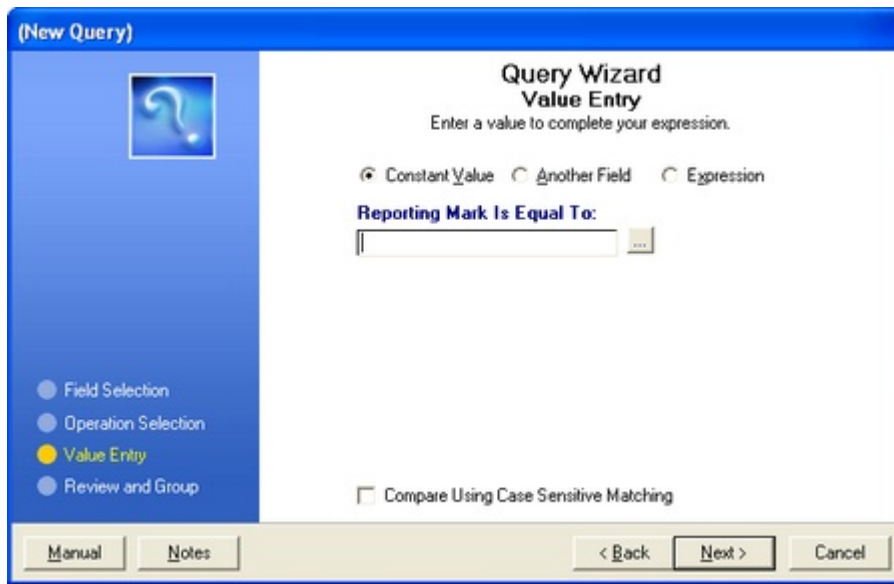 (New Query)
Query Wizard
Value Entry
Enter a value to complete your expression.
Constant Value Another Field Expression
Reporting Mark Is Equal To:
...
Field Selection
Operation Selection
Value Entry
Review and Group
Compare Using Case Sensitive Matching
Manual Notes < Back Next > Cancel